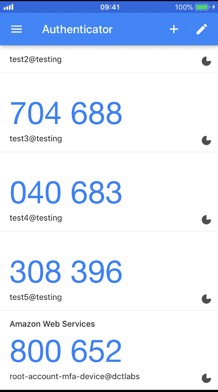 09:41
100%
Authenticator
test2@testing
704 688
test3@testing
040 683
test4@testing
308 396
test5@testing
Amazon Web Services
800 652
root-account-mfa-device@dctlabs